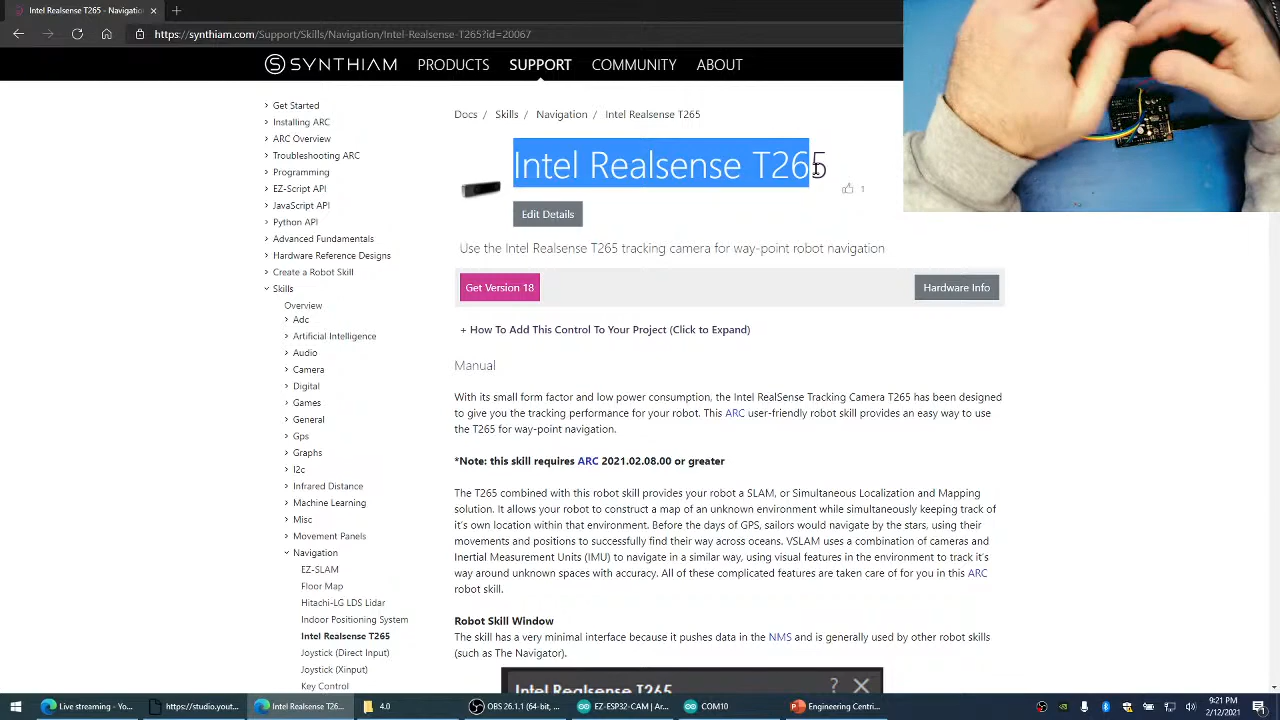 Intel Realsense T265 - Navigation
https://synthiam.com/Support/Skills/Navigation/Intel-Realsense-T265?id=20067
SYNTHIAM
PRODUCTS
SUPPORT
COMMUNITY
ABOUT
Get Started
Installing ARC
ARC Overview
Troubleshooting ARC
Programming
EZ-Script API
JavaScript API
Python API
Advanced Fundamentals
Hardware Reference Designs
Create a Robot Skill
Skills
Overview
Adc
Artificial Intelligence
Audio
Camera
Digital
Games
General
Gps
Graphs
I2c
Infrared Distance
Machine Learning
Misc
Movement Panels
Navigation
EZ-SLAM
Floor Map
Hitachi-LG LDS Lidar
Indoor Positioning System
Intel Realsense T265
Joystick (Direct Input)
Joystick (Xinput)
Key Control
Docs / Skills / Navigation / Intel Realsense T265
Intel Realsense T265
1
Edit Details
Use the Intel Realsense T265 tracking camera for way-point robot navigation
Get Version 18
Hardware Info
+ How To Add This Control To Your Project (Click to Expand)
Manual
With its small form factor and low power consumption, the Intel RealSense Tracking Camera T265 has been designed
to give you the tracking performance for your robot. This ARC user-friendly robot skill provides an easy way to use
the T265 for way-point navigation.
*Note: this skill requires ARC 2021.02.08.00 or greater
The T265 combined with this robot skill provides your robot a SLAM, or Simultaneous Localization and Mapping
solution. It allows your robot to construct a map of an unknown environment while simultaneously keeping track of
it's own location within that environment. Before the days of GPS, sailors would navigate by the stars, using their
movements and positions to successfully find their way across oceans. VSLAM uses a combination of cameras and
Inertial Measurement Units (IMU) to navigate in a similar way, using visual features in the environment to track it's
way around unknown spaces with accuracy. All of these complicated features are taken care of for you in this ARC
robot skill.
Robot Skill Window
The skill has a very minimal interface because it pushes data in the NMS and is generally used by other robot skills
(such as The Navigator).
Intel Realsense T265
?
Live streaming - Yo...
https://studio.yout...
Intel Realsense T26...
4.0
OBS 26.1.1 (64-bit, ...
EZ-ESP32-CAM | Ar...
COM10
Engineering Centri...
9:21 PM
2/12/2021